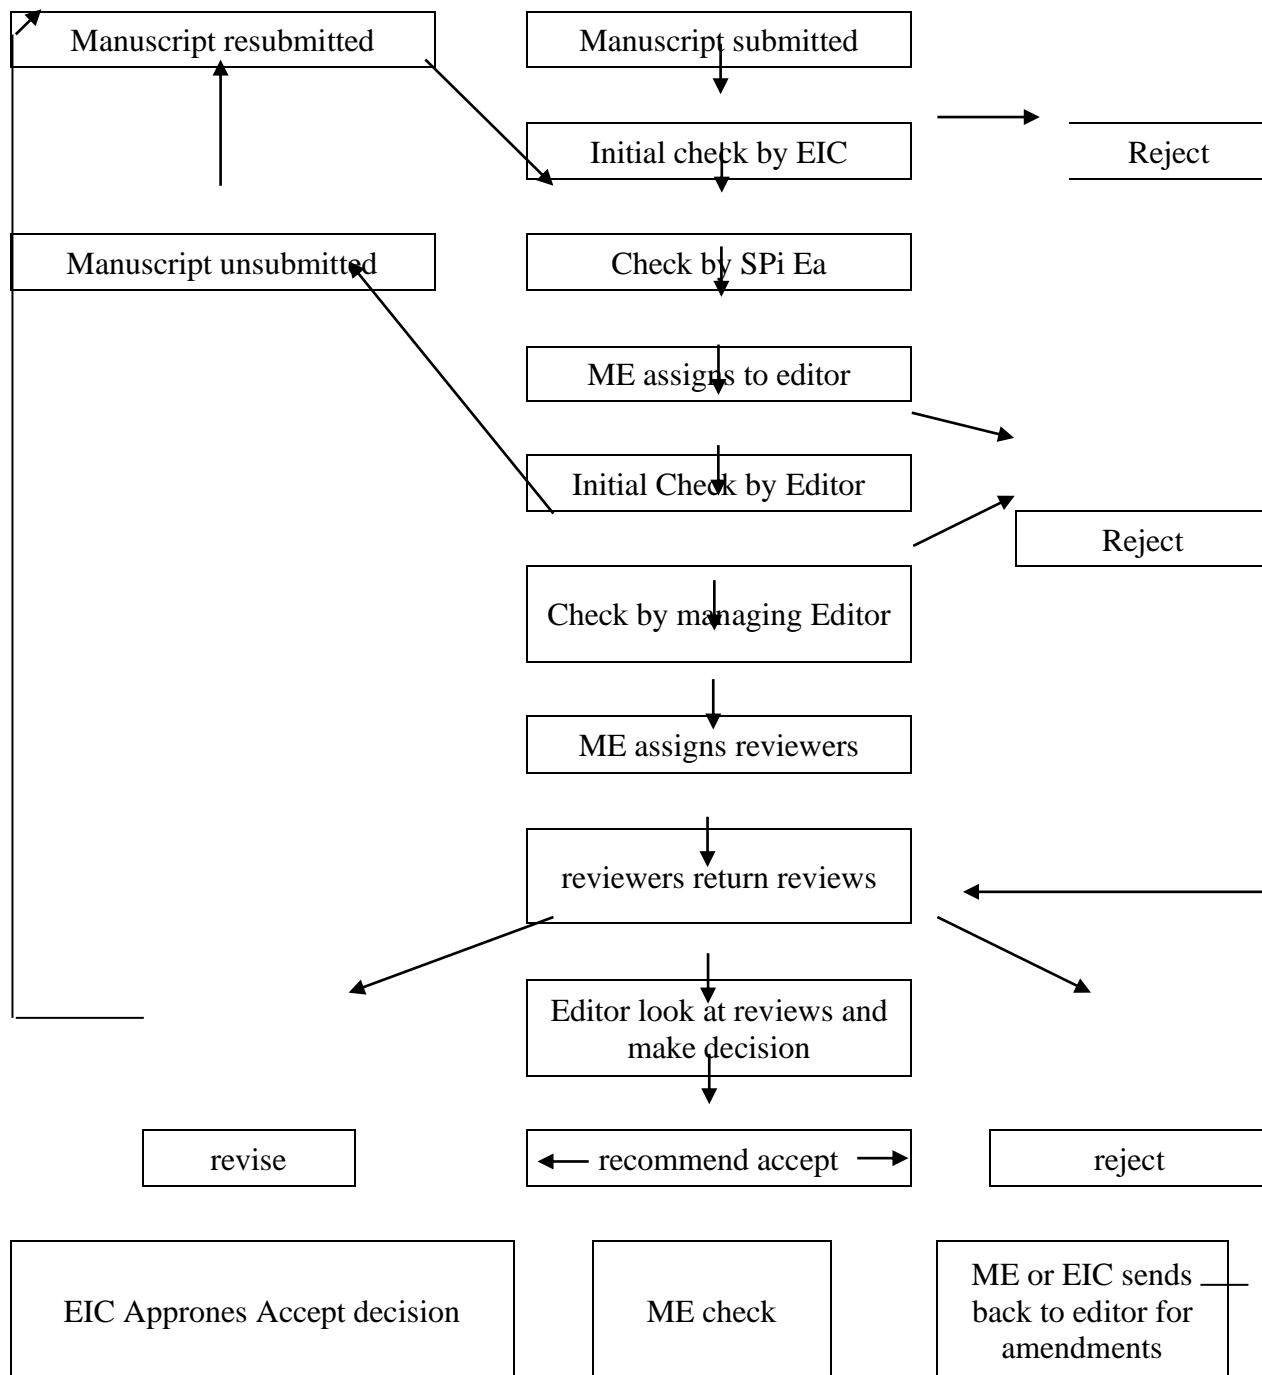 Manuscript resubmitted
Manuscript submitted
Initial check by EIC
Reject
Manuscript unsubmitted
Check by SPi Ea
ME assigns to editor
Initial Check by Editor
Reject
Check by managing Editor
ME assigns reviewers
reviewers return reviews
Editor look at reviews and
make decision
revise
recommend accept
reject
EIC Apprones Accept decision
ME check
ME or EIC sends
back to editor for
amendments